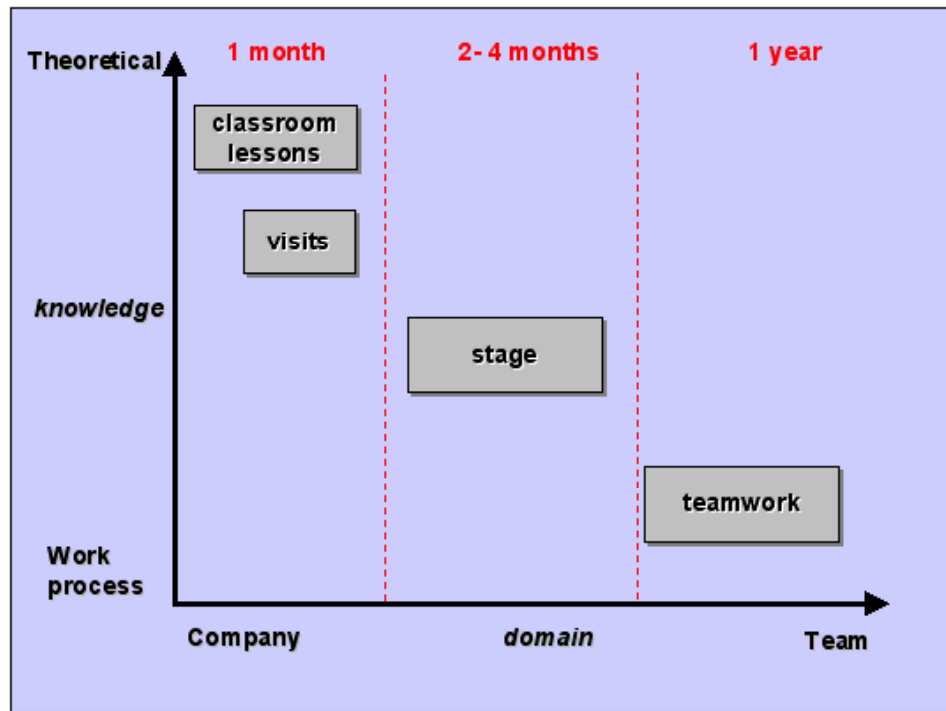 1 month 2- 4 months 1 year
Theoretical
classroom
lessons
visits
knowledge
stage
teamwork
Work
process
Company domain Team